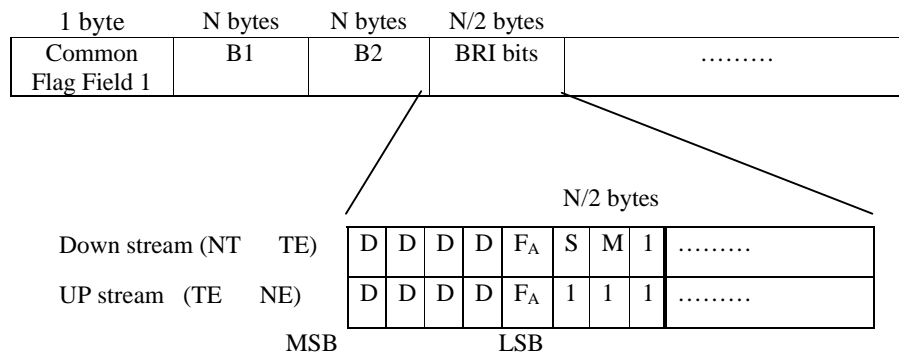 1 byte N bytes N bytes N/2 bytes
Common Flag Field 1 B1 B2 BRI bits ………
N/2 bytes
Down stream (NT TE) D D D D FA S M 1 ………
UP stream (TE NE) D D D D FA 1 1 1 ………
MSB LSB